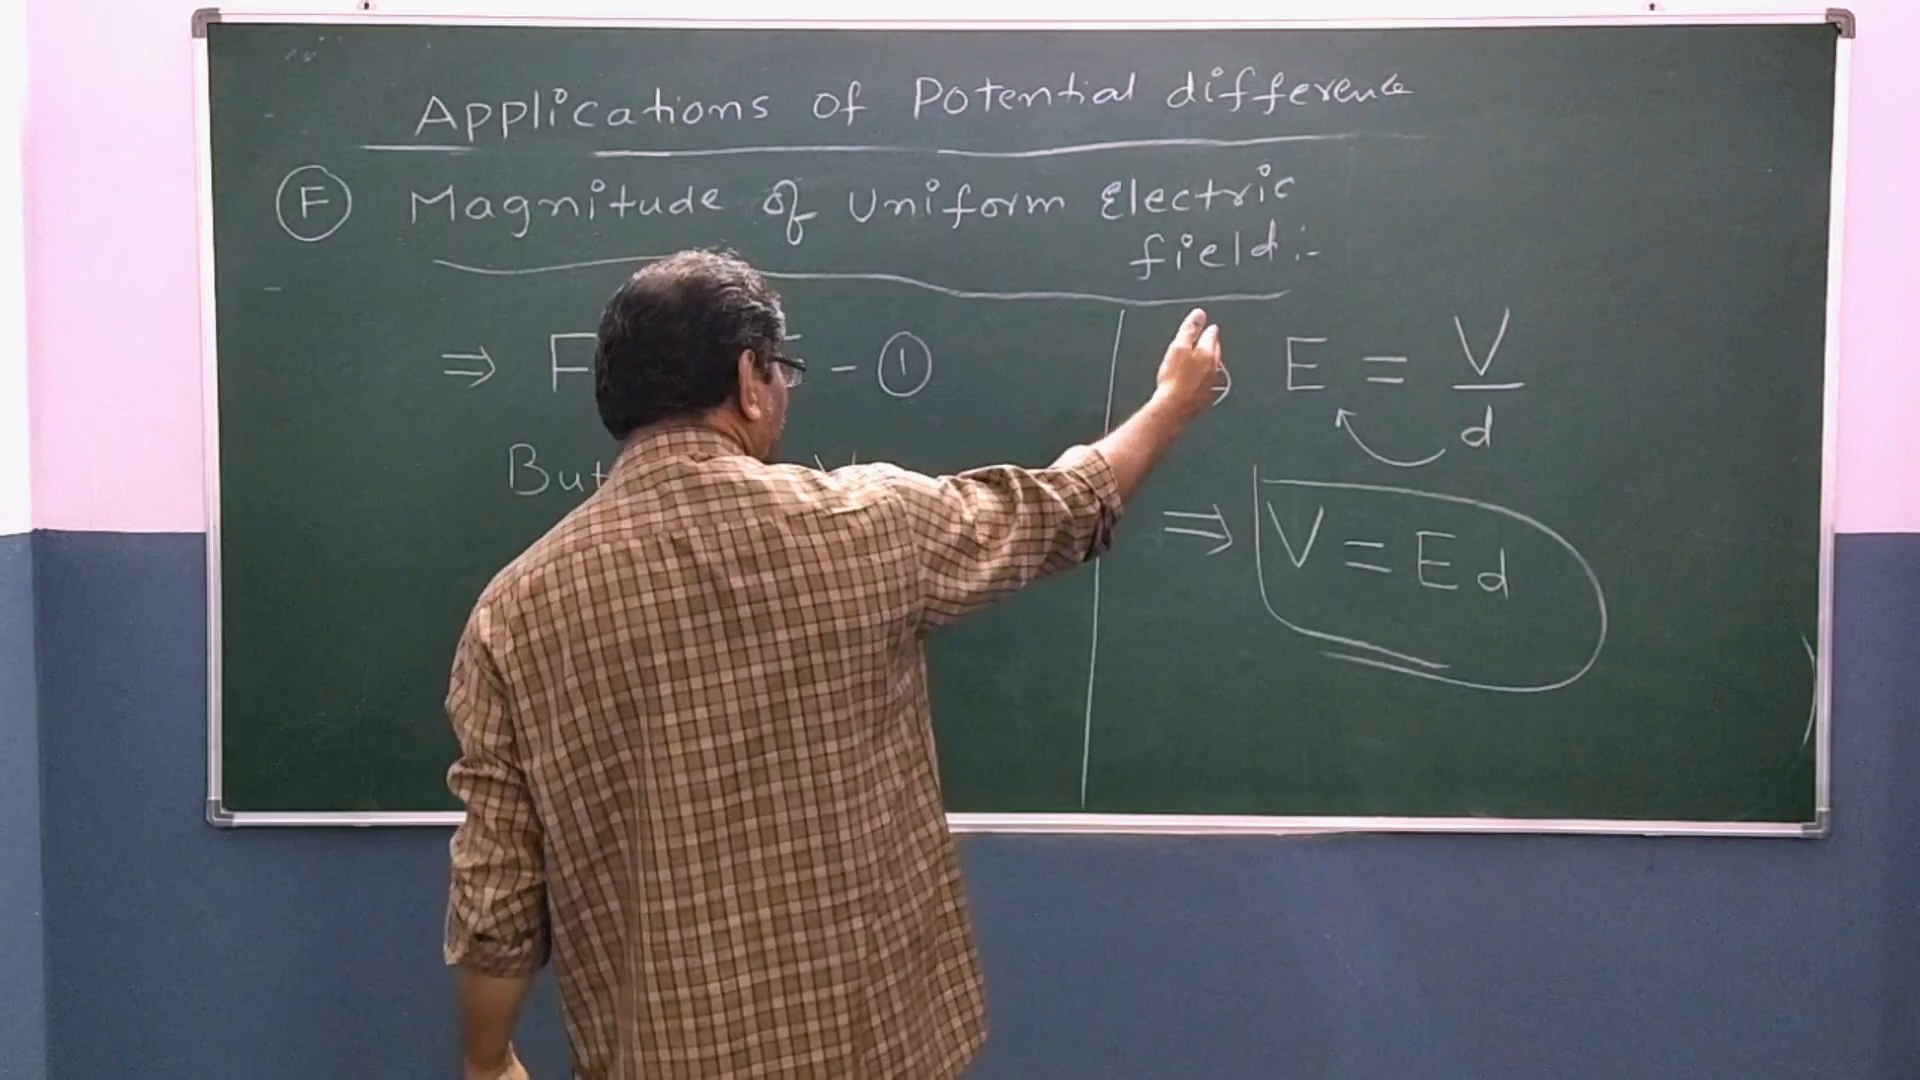 Applications of Potential difference
F Magnitude of Uniform Electric
field :-
⇒ F - 1
But
⇒ E = V/d
⇒ V = Ed